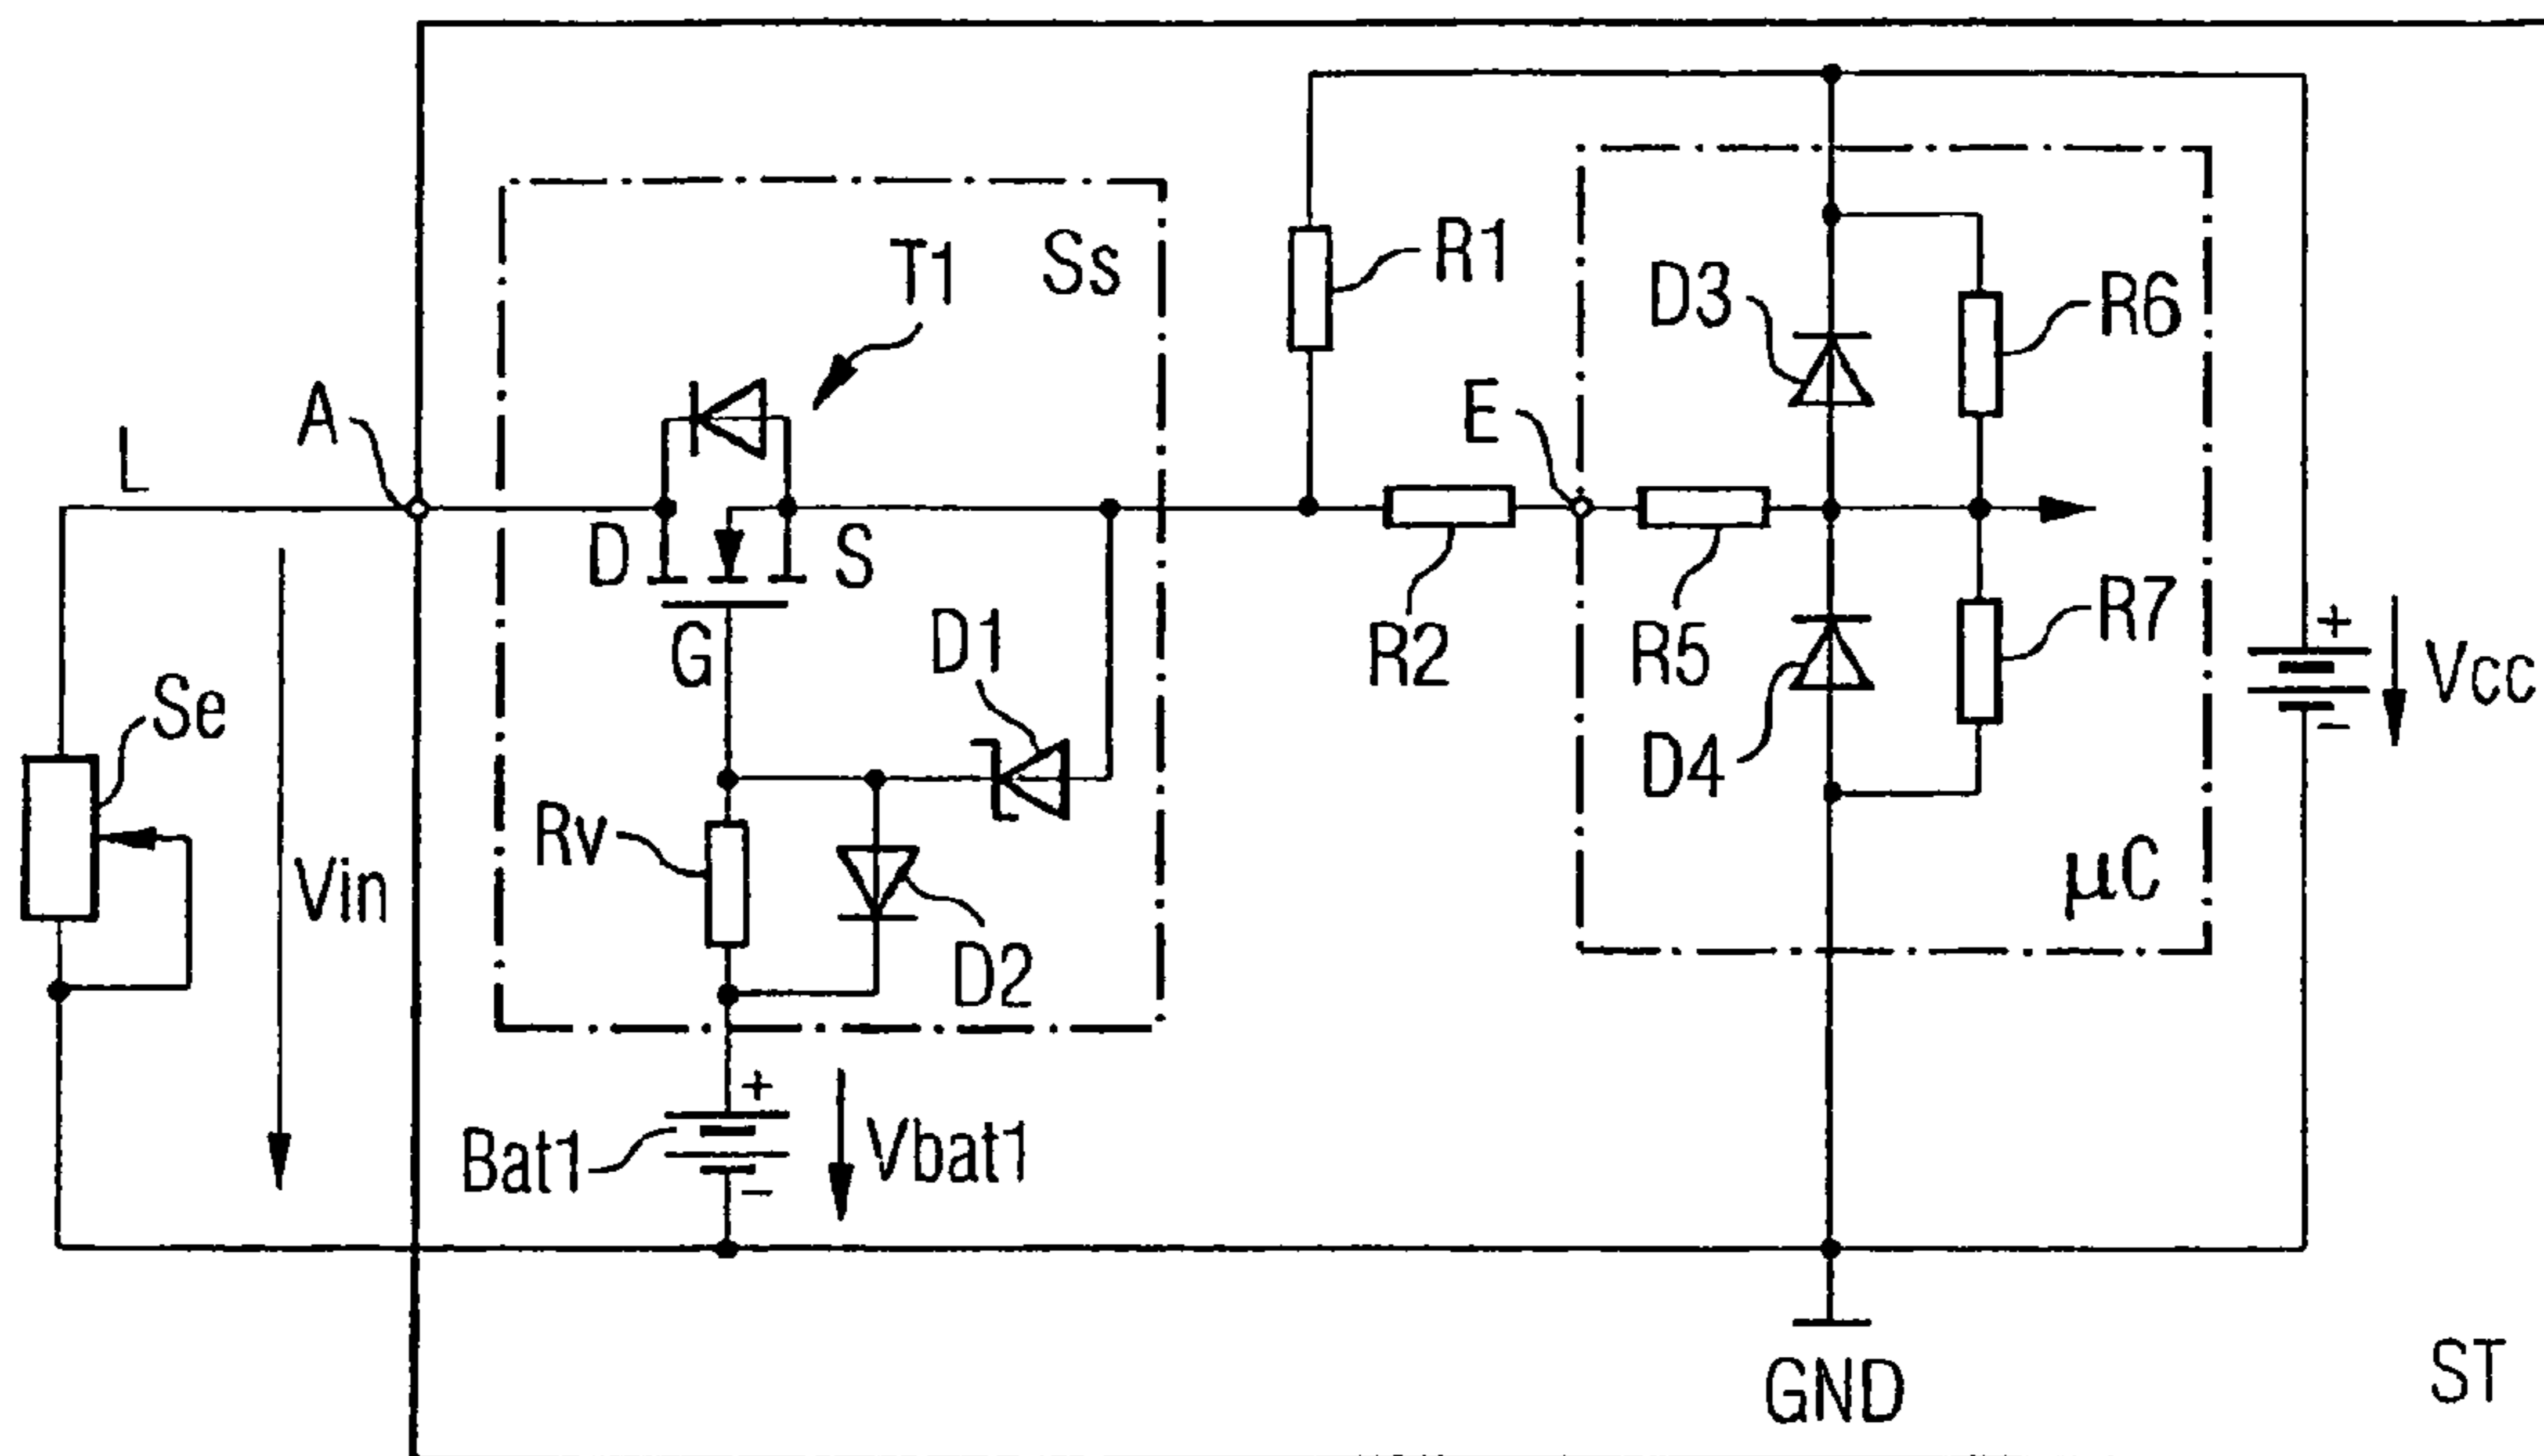 Ss
T1
R1
D3
R6
A
L
E
D
S
G
D1
R2
R5
R7
Vcc
+
−
Se
D4
Rv
Vin
D2
µC
+
Bat1
Vbat1
−
GND
ST